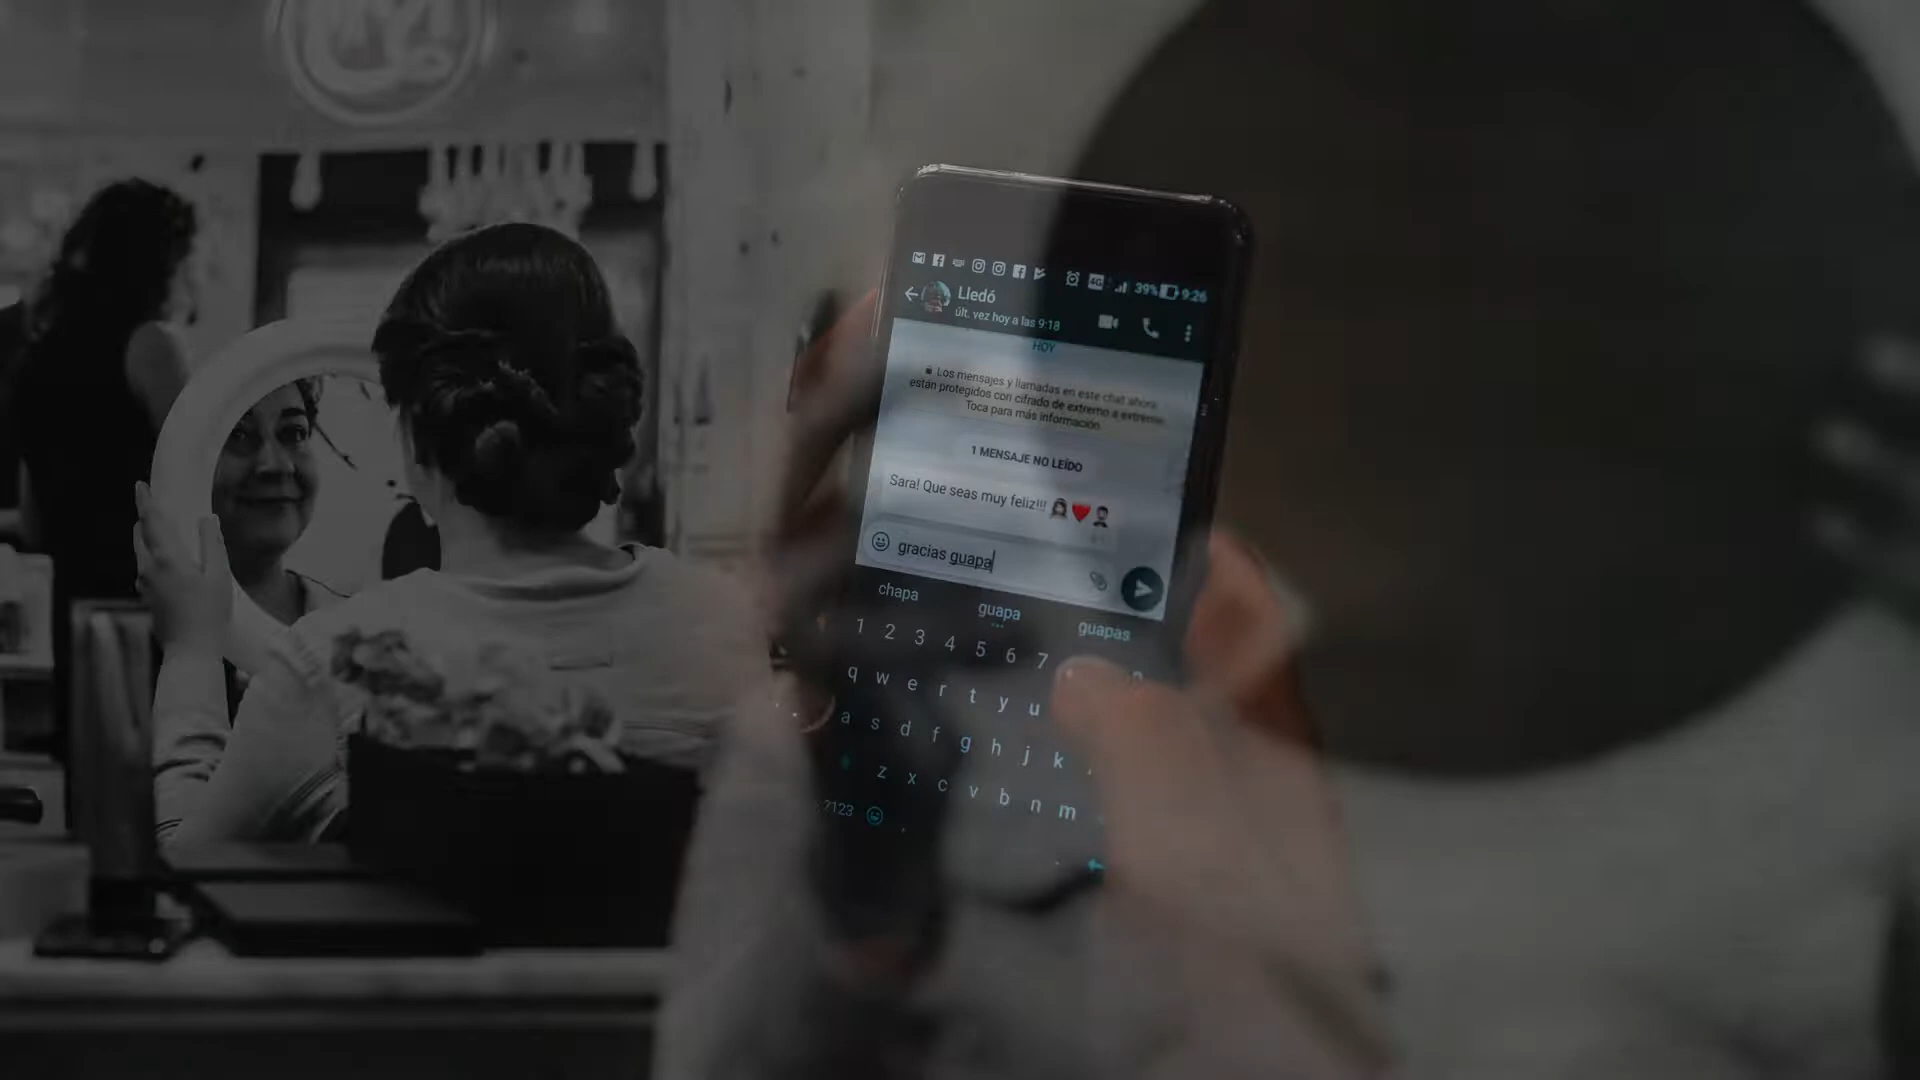 39% 9:26
Lledó
últ. vez hoy a las 9:18
HOY
Los mensajes y llamadas en este chat ahora
están protegidos con cifrado de extremo a extremo.
Toca para más información.
1 MENSAJE NO LEÍDO
Sara! Que seas muy feliz!!!
gracias guapa
chapa guapa guapas
1 2 3 4 5 6 7
q w e r t y u
a s d f g h j k
z x c v b n m
?123